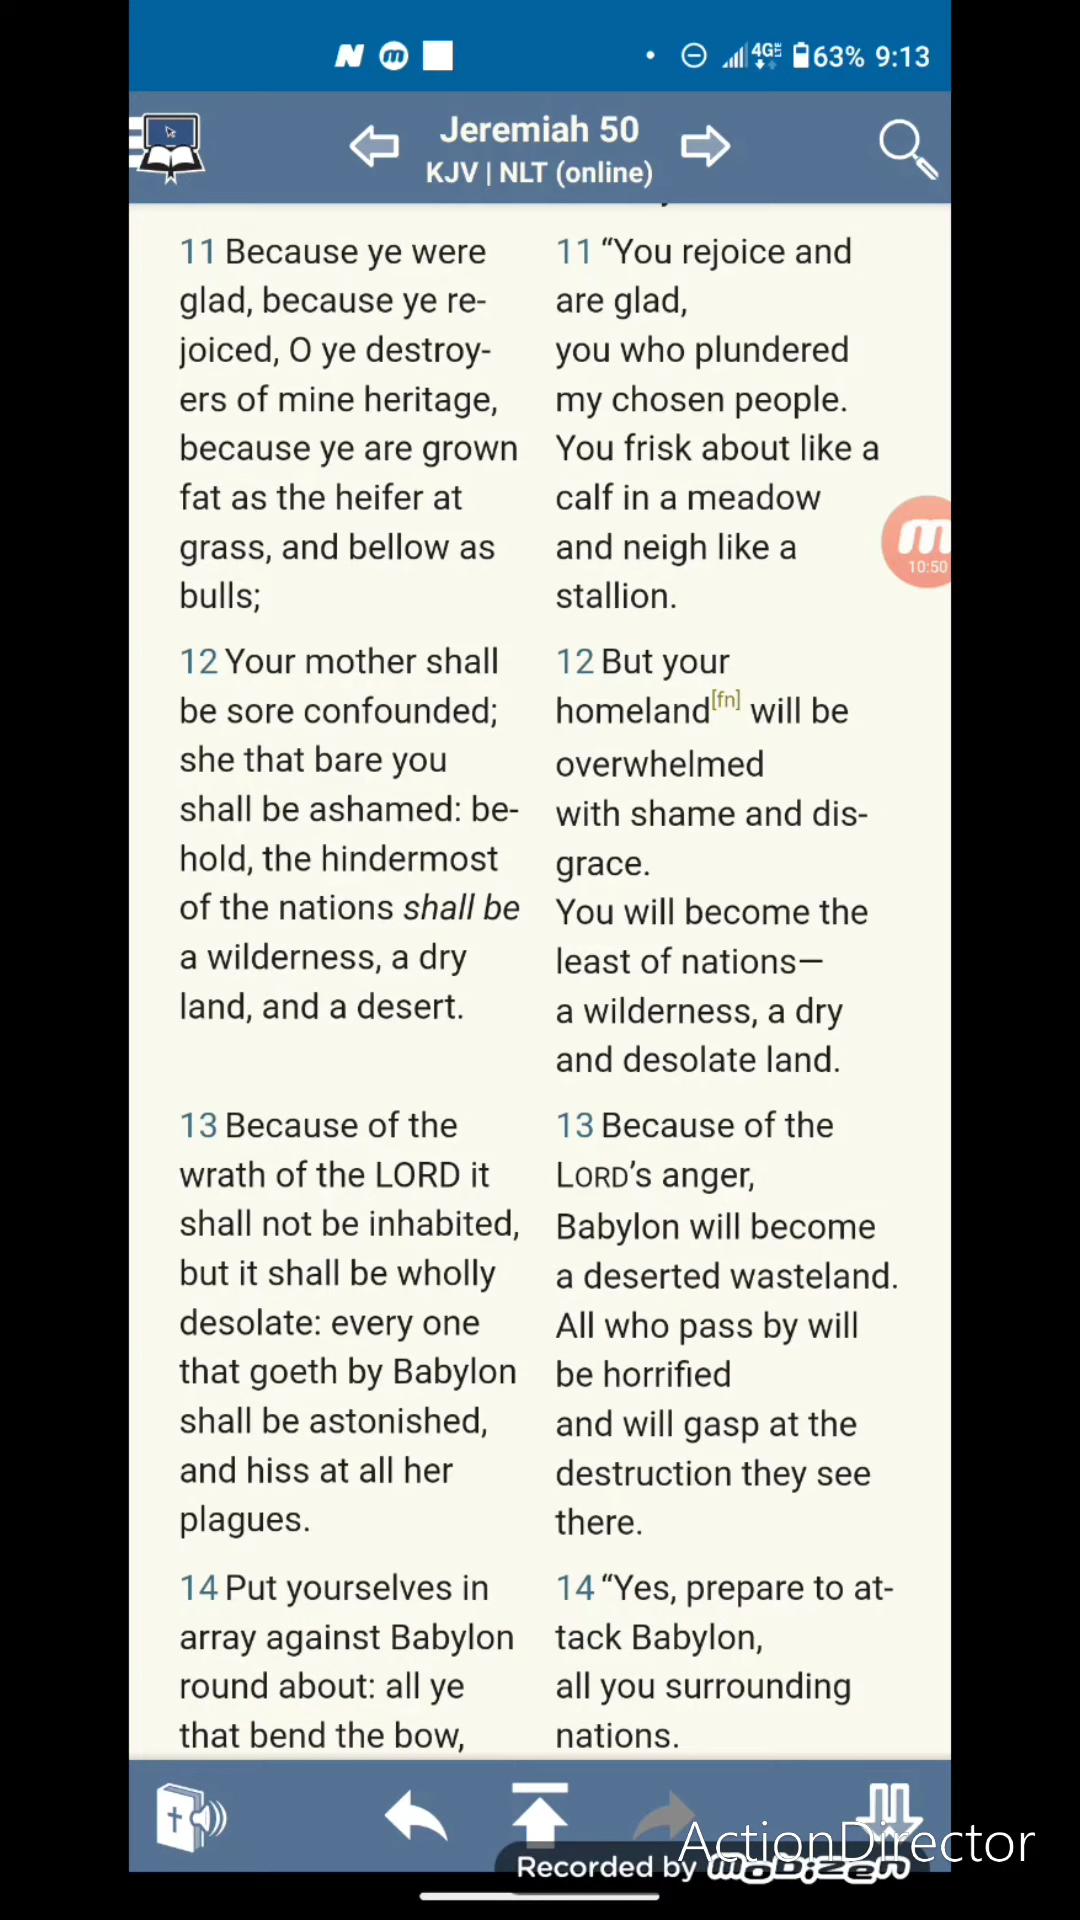 N m 4G LTE 63% 9:13
Jeremiah 50
KJV | NLT (online)
11 Because ye were
glad, because ye re-
joiced, O ye destroy-
ers of mine heritage,
because ye are grown
fat as the heifer at
grass, and bellow as
bulls;
12 Your mother shall
be sore confounded;
she that bare you
shall be ashamed: be-
hold, the hindermost
of the nations shall be
a wilderness, a dry
land, and a desert.
13 Because of the
wrath of the LORD it
shall not be inhabited,
but it shall be wholly
desolate: every one
that goeth by Babylon
shall be astonished,
and hiss at all her
plagues.
14 Put yourselves in
array against Babylon
round about: all ye
that bend the bow,
11 “You rejoice and
are glad,
you who plundered
my chosen people.
You frisk about like a
calf in a meadow
and neigh like a
stallion.
12 But your
homeland[fn] will be
overwhelmed
with shame and dis-
grace.
You will become the
least of nations—
a wilderness, a dry
and desolate land.
13 Because of the
LORD’s anger,
Babylon will become
a deserted wasteland.
All who pass by will
be horrified
and will gasp at the
destruction they see
there.
14 “Yes, prepare to at-
tack Babylon,
all you surrounding
nations.
m
10:50
ActionDirector
Recorded by mobizen